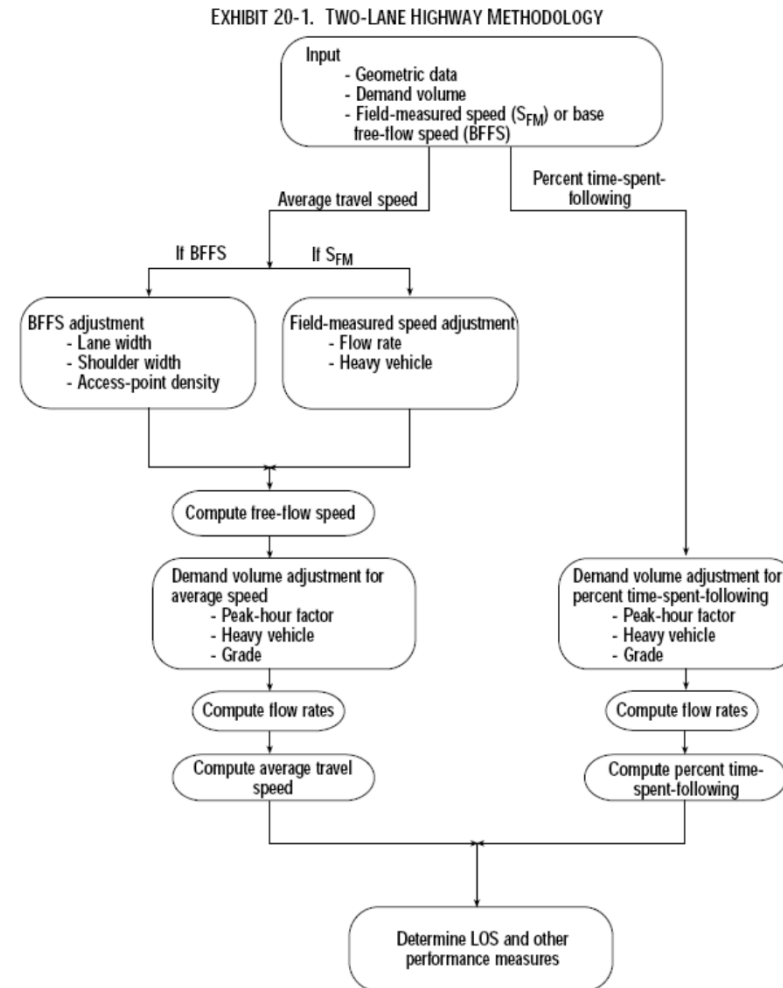 EXHIBIT 20-1. TWO-LANE HIGHWAY METHODOLOGY
Input
- Geometric data
- Demand volume
- Field-measured speed (SFM) or base
free-flow speed (BFFS)
Average travel speed
Percent time-spent-
following
If BFFS
If SFM
BFFS adjustment
- Lane width
- Shoulder width
- Access-point density
Field-measured speed adjustment
- Flow rate
- Heavy vehicle
Compute free-flow speed
Demand volume adjustment for
average speed
- Peak-hour factor
- Heavy vehicle
- Grade
Demand volume adjustment for
percent time-spent-following
- Peak-hour factor
- Heavy vehicle
- Grade
Compute flow rates
Compute flow rates
Compute average travel
speed
Compute percent time-
spent-following
Determine LOS and other
performance measures